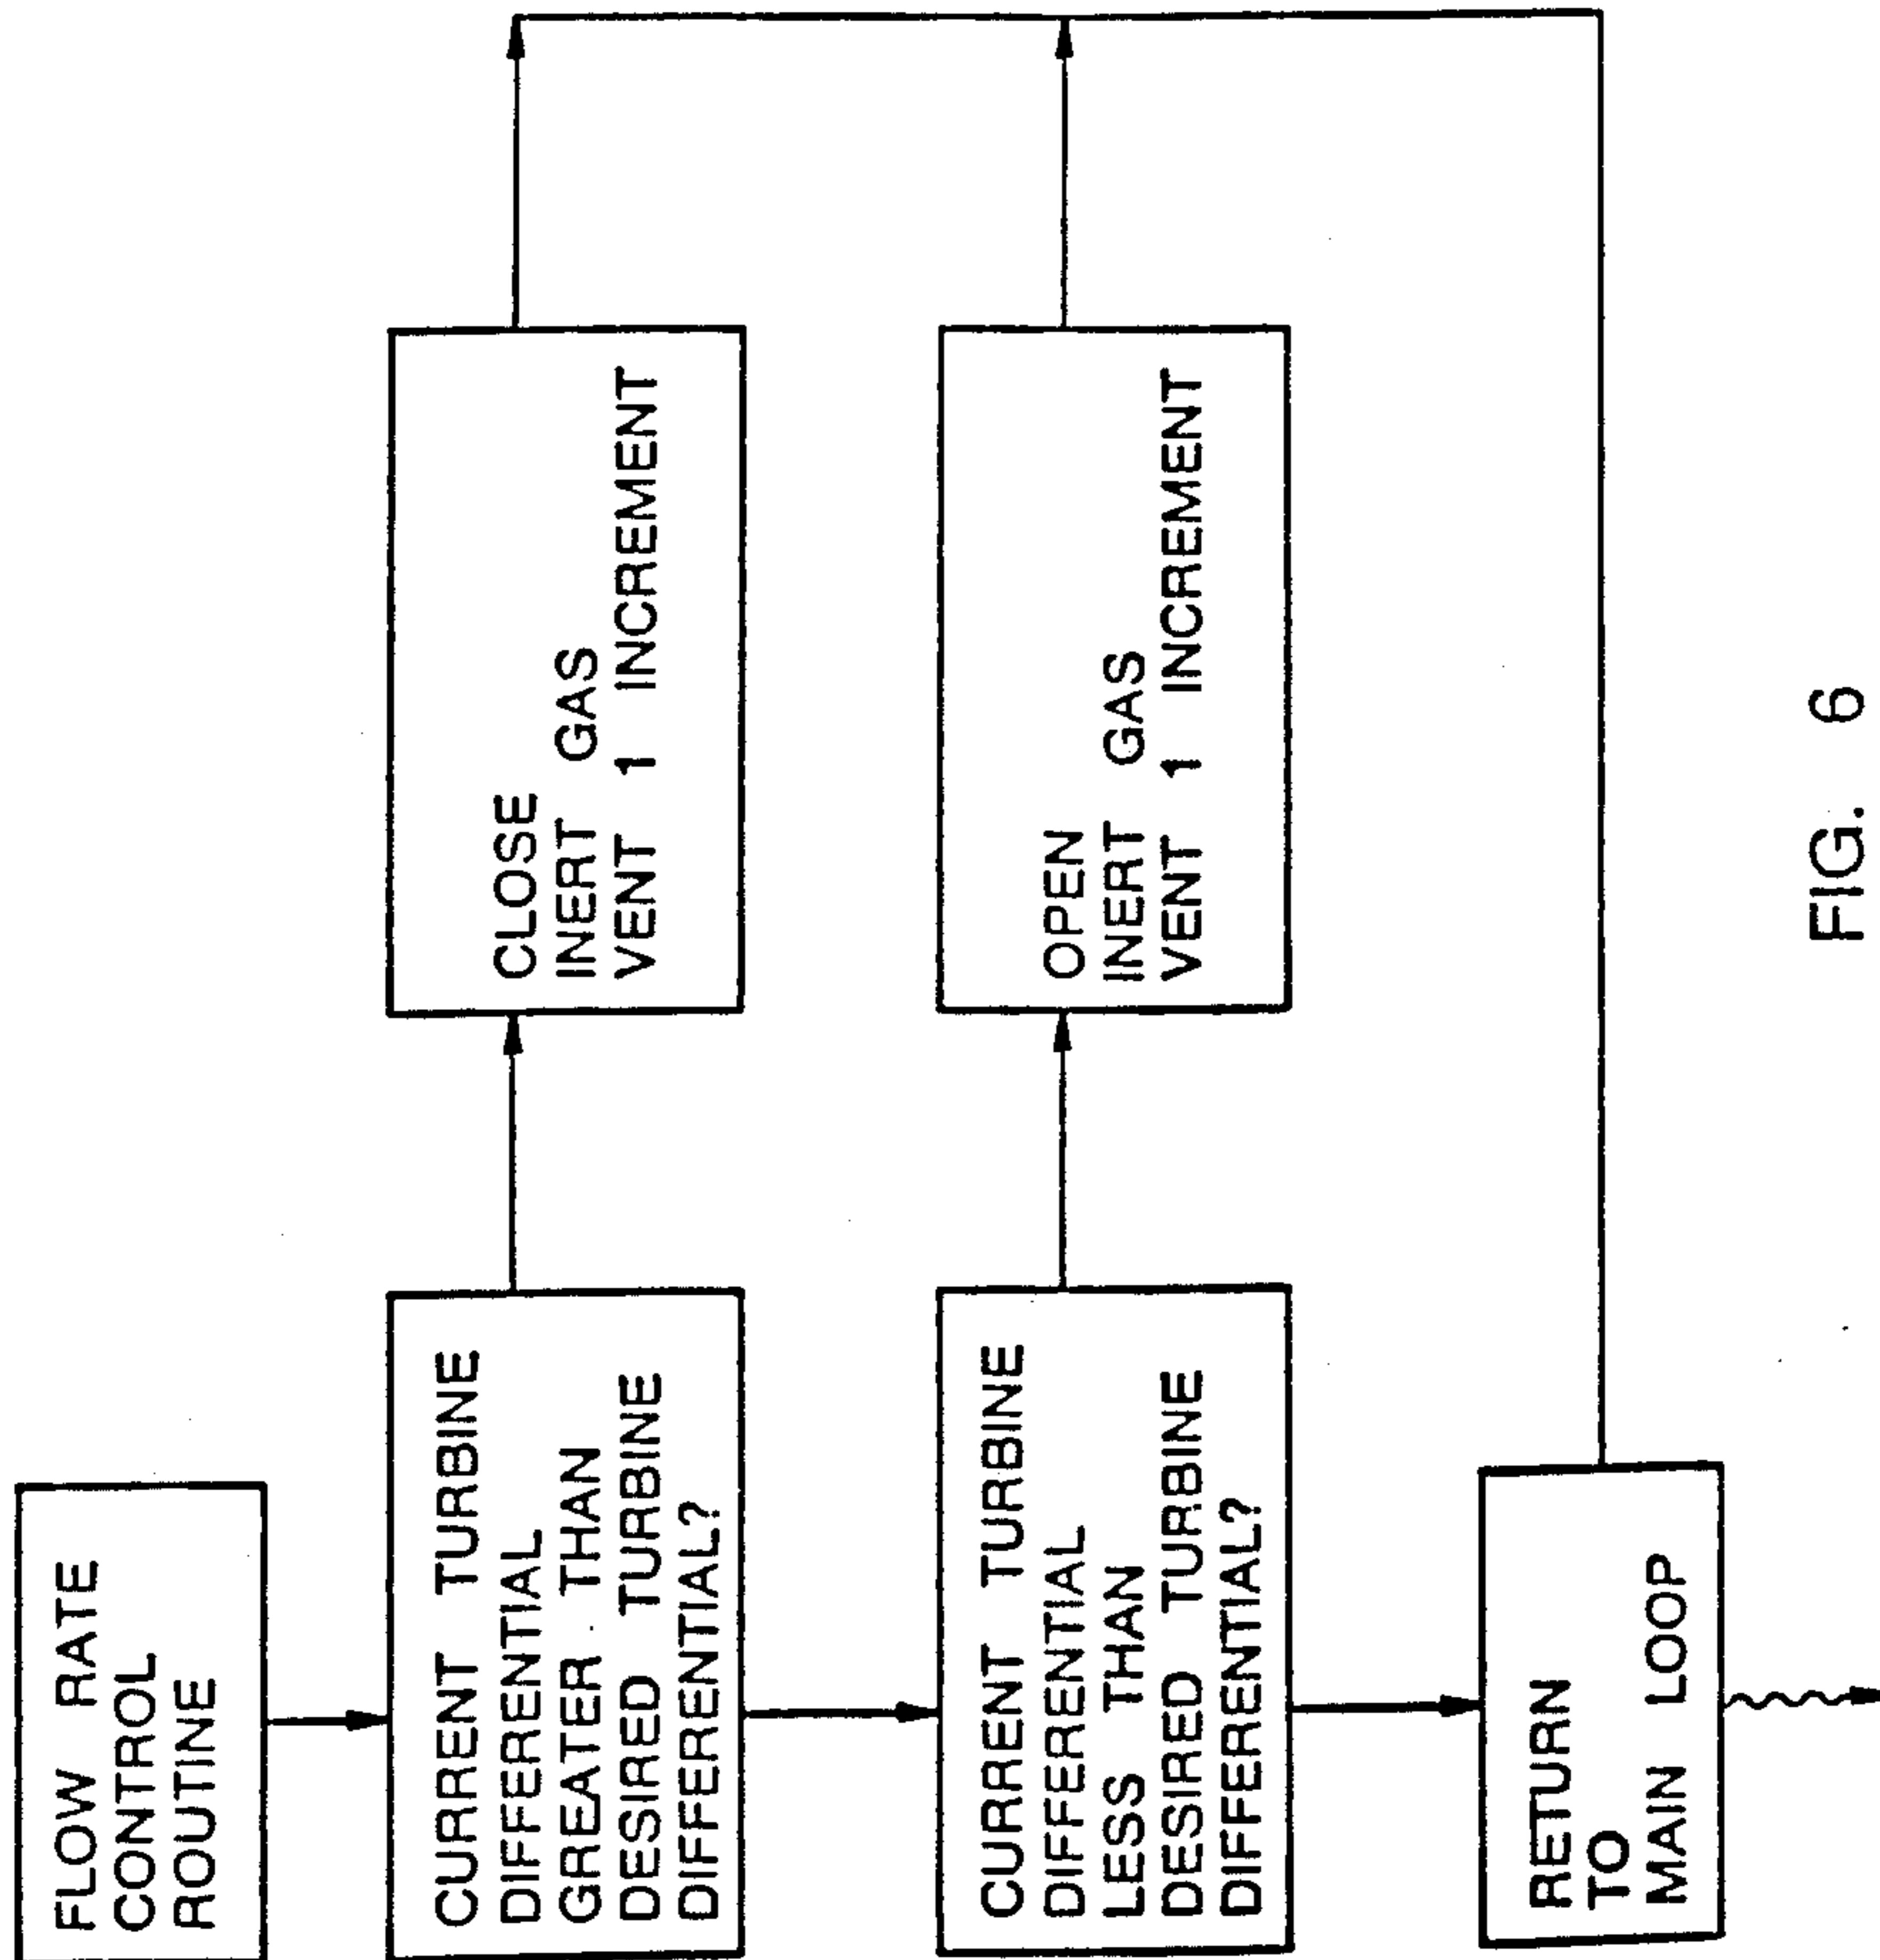 FLOW RATE
CONTROL
ROUTINE
CURRENT TURBINE
DIFFERENTIAL
GREATER THAN
DESIRED TURBINE
DIFFERENTIAL?
CLOSE
INERT GAS
VENT 1 INCREMENT
CURRENT TURBINE
DIFFERENTIAL
LESS THAN
DESIRED TURBINE
DIFFERENTIAL?
OPEN
INERT GAS
VENT 1 INCREMENT
RETURN
TO
MAIN LOOP
FIG. 6